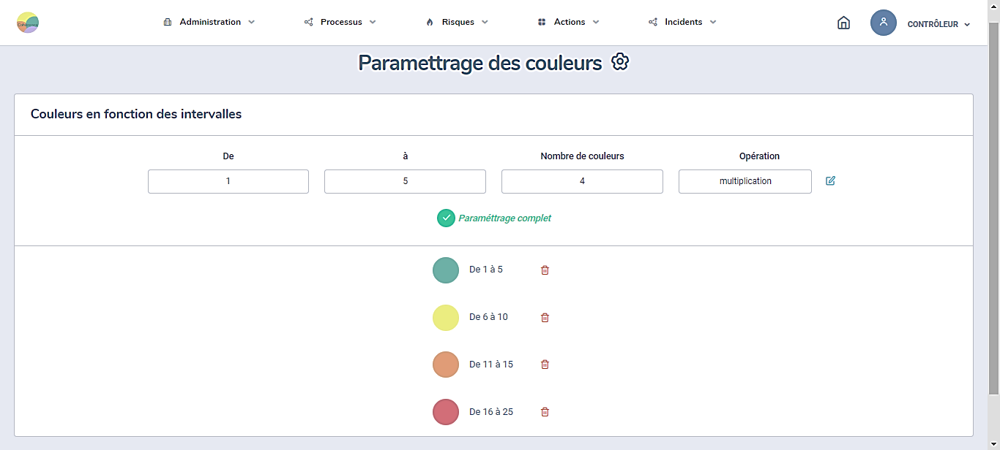 Administration Processus Risques Actions Incidents CONTRÔLEUR
Paramettrage des couleurs
Couleurs en fonction des intervalles
De à Nombre de couleurs Opération
1 5 4 multiplication
Paraméttrage complet
De 1 à 5
De 6 à 10
De 11 à 15
De 16 à 25